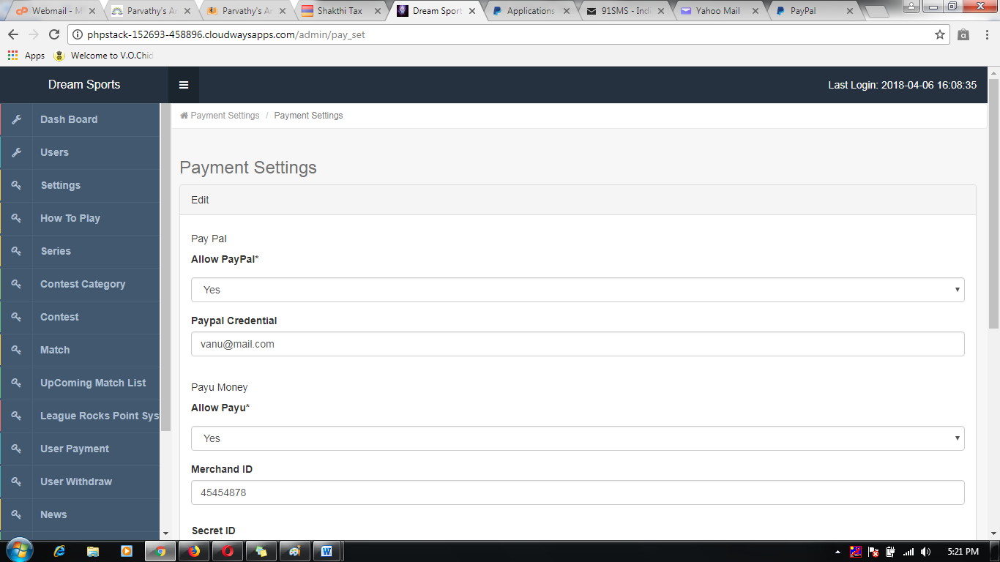 Webmail - M
Parvathy's Ar
Parvathy's Ar
Shakthi Tax
Dream Sport
Applications
91SMS - Indi
Yahoo Mail
PayPal
phpstack-152693-458896.cloudwaysapps.com/admin/pay_set
Apps
Welcome to V.O.Chid
Dream Sports
Last Login: 2018-04-06 16:08:35
Payment Settings / Payment Settings
Dash Board
Users
Settings
How To Play
Series
Contest Category
Contest
Match
UpComing Match List
League Rocks Point Sys
User Payment
User Withdraw
News
Payment Settings
Edit
Pay Pal
Allow PayPal*
Yes
Paypal Credential
vanu@mail.com
Payu Money
Allow Payu*
Yes
Merchand ID
45454878
Secret ID
5:21 PM